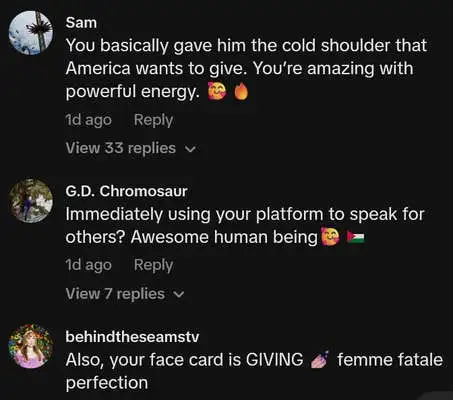 Sam
You basically gave him the cold shoulder that
America wants to give. You’re amazing with
powerful energy. 🥰🔥
1d ago Reply
View 33 replies
G.D. Chromosaur
Immediately using your platform to speak for
others? Awesome human being🥰 🇵🇸
1d ago Reply
View 7 replies
behindtheseamstv
Also, your face card is GIVING 💅🏼 femme fatale
perfection